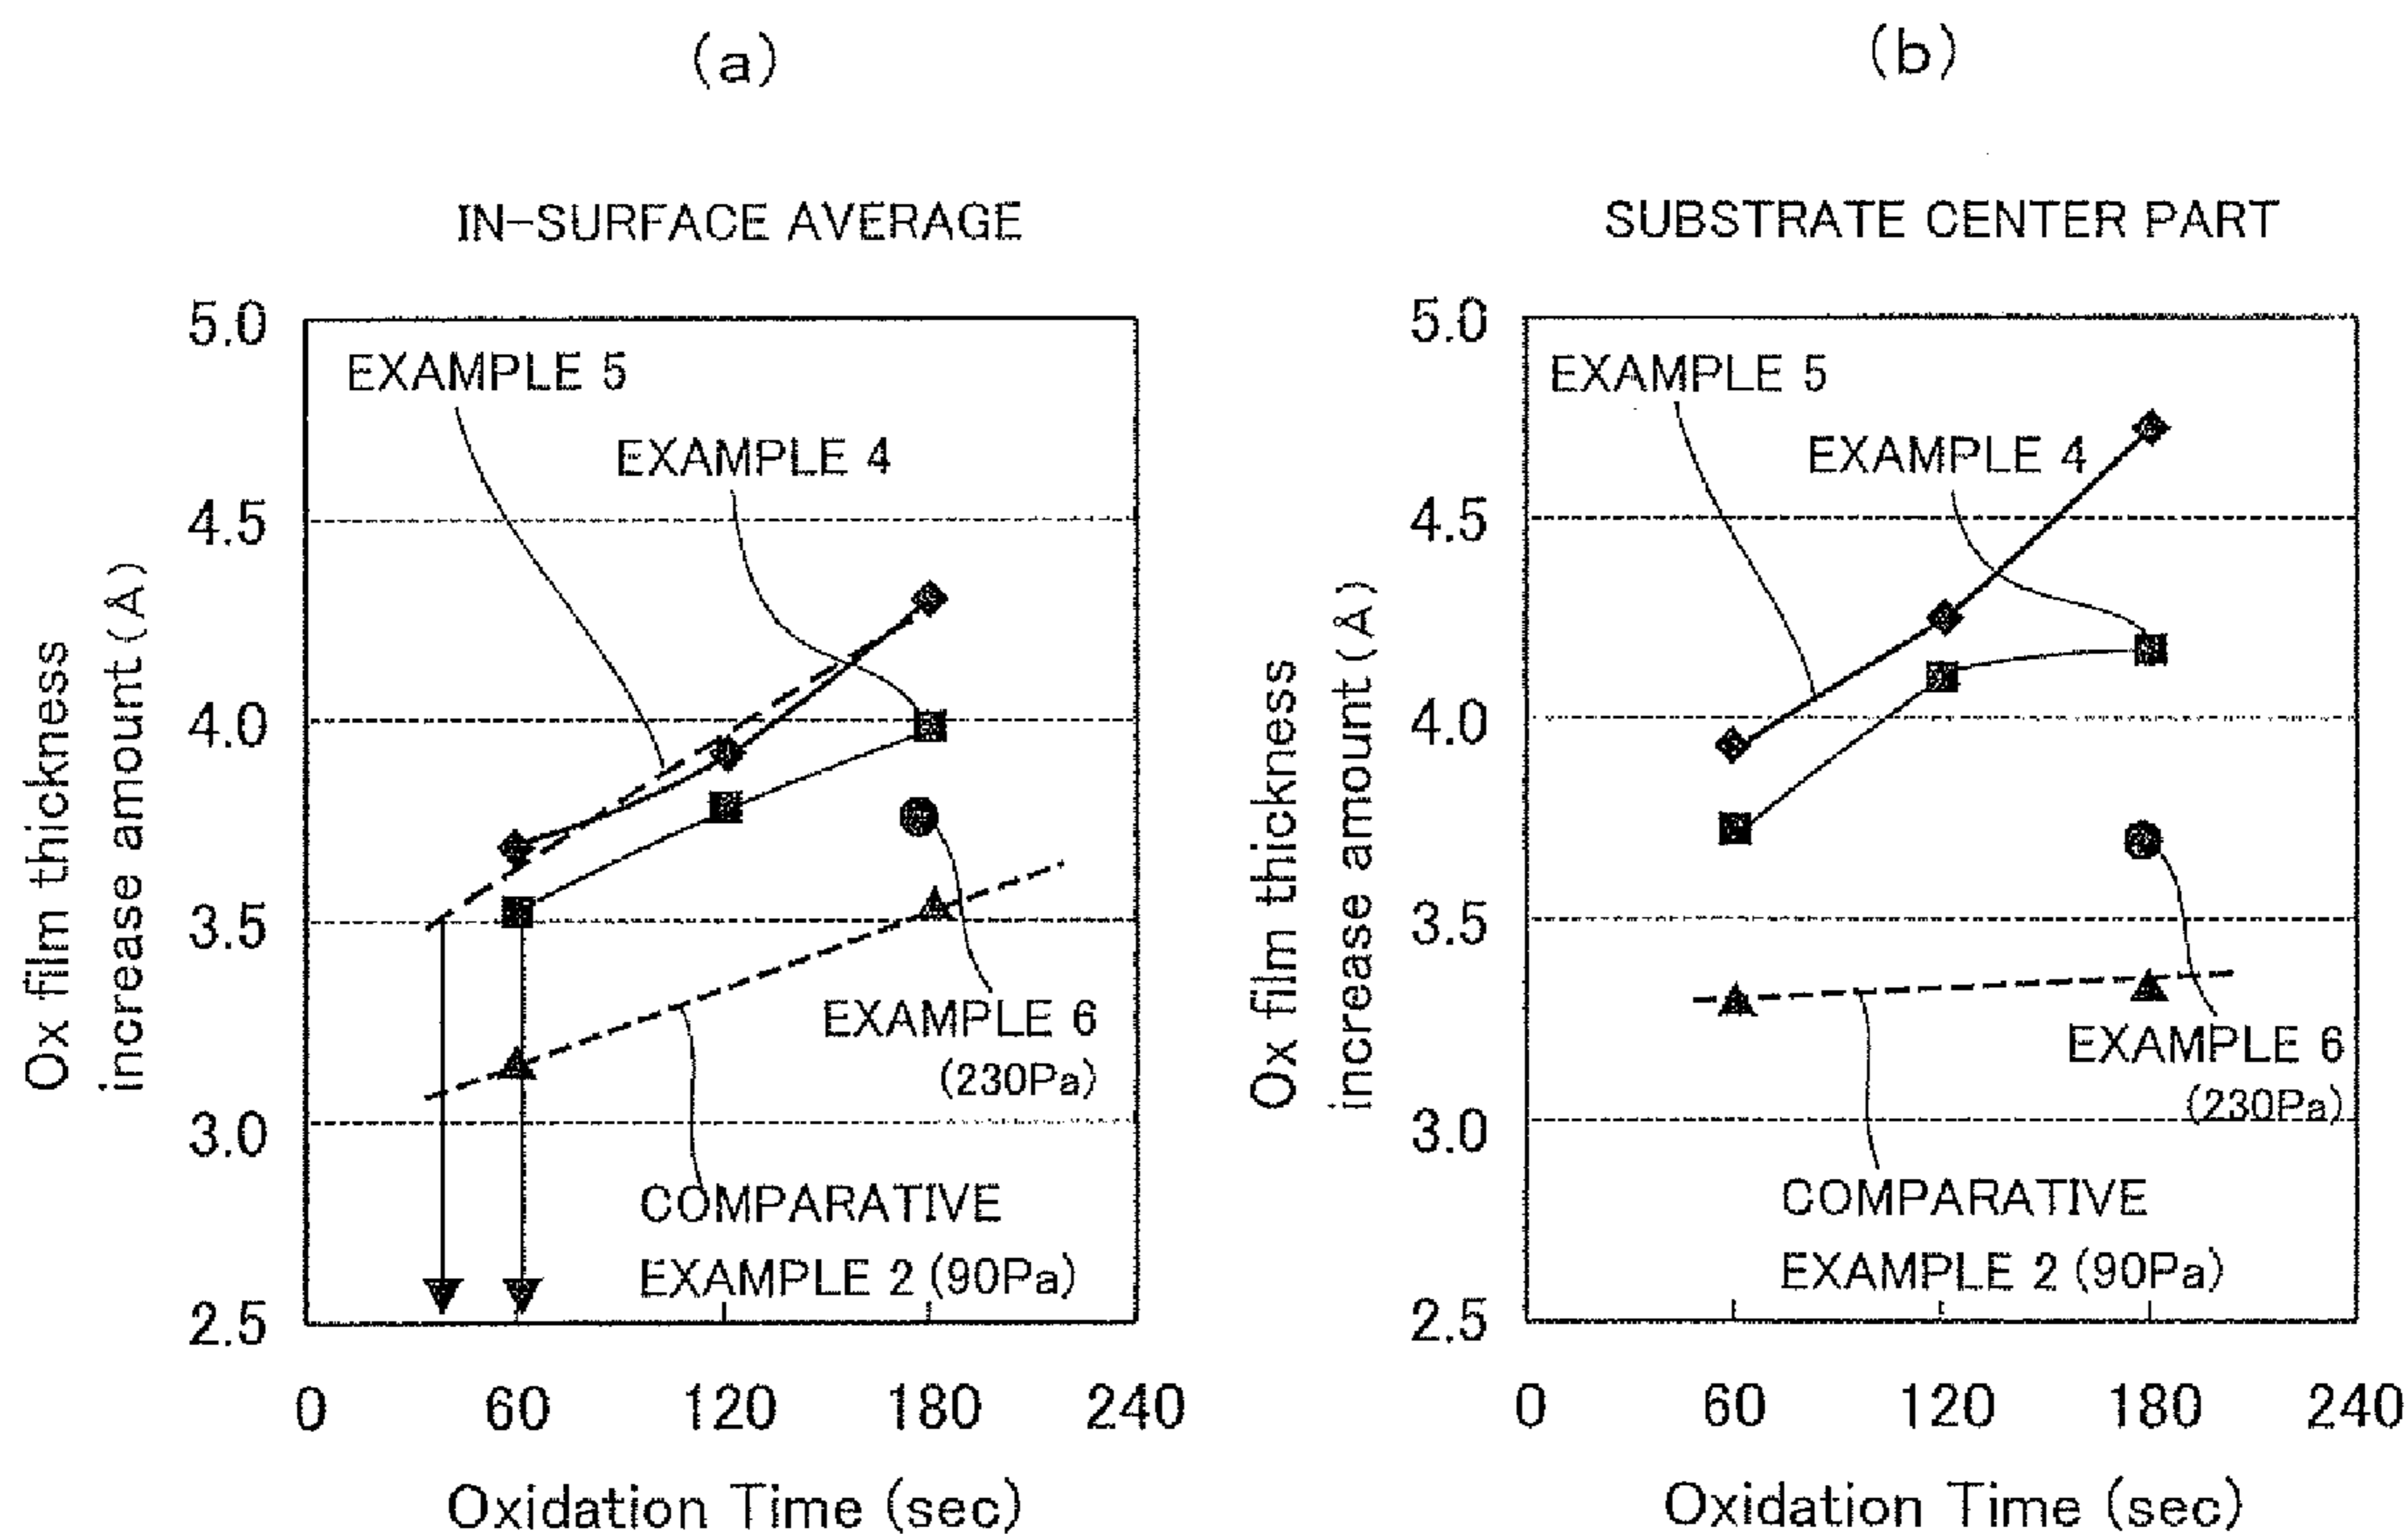 (a)
IN-SURFACE AVERAGE
Ox film thickness
increase amount (Å)
5.0
4.5
4.0
3.5
3.0
2.5
EXAMPLE 5
EXAMPLE 4
EXAMPLE 6
(230Pa)
COMPARATIVE
EXAMPLE 2 (90Pa)
0 60 120 180 240
Oxidation Time (sec)
(b)
SUBSTRATE CENTER PART
Ox film thickness
increase amount (Å)
5.0
4.5
4.0
3.5
3.0
2.5
EXAMPLE 5
EXAMPLE 4
EXAMPLE 6
(230Pa)
COMPARATIVE
EXAMPLE 2 (90Pa)
0 60 120 180 240
Oxidation Time (sec)